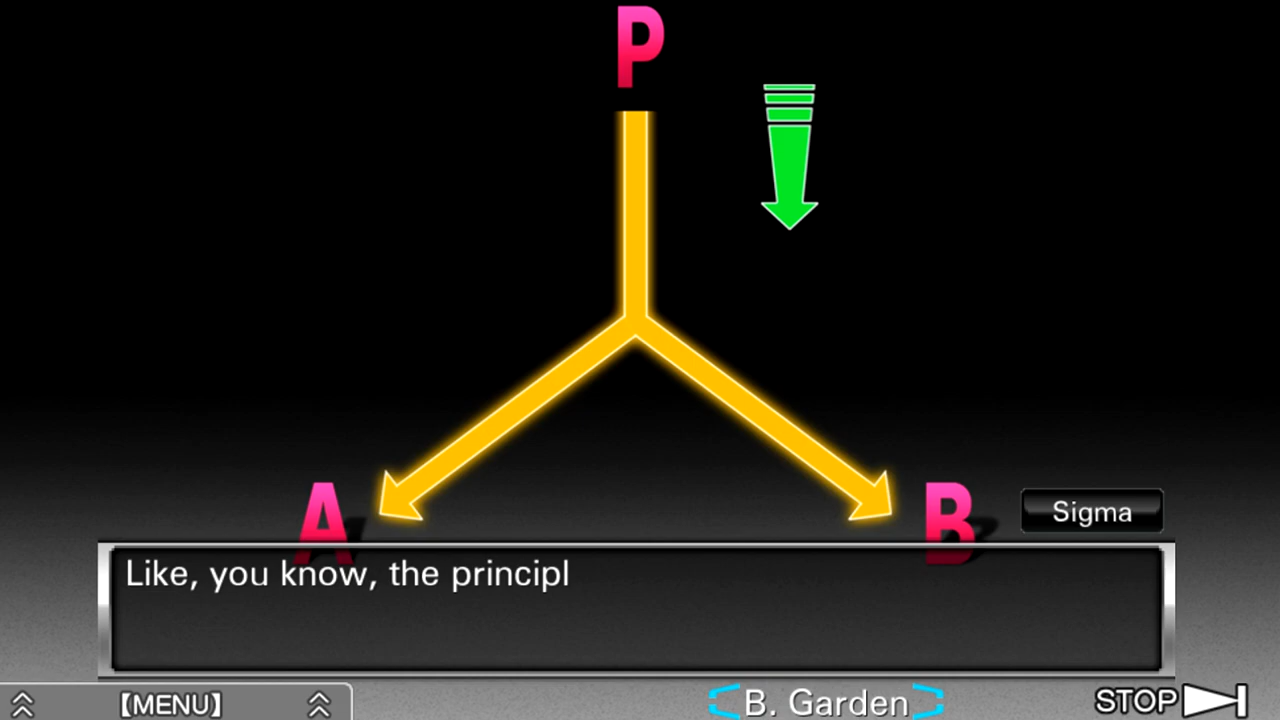 P
A
B
Sigma
Like, you know, the principl
【MENU】
B. Garden
STOP